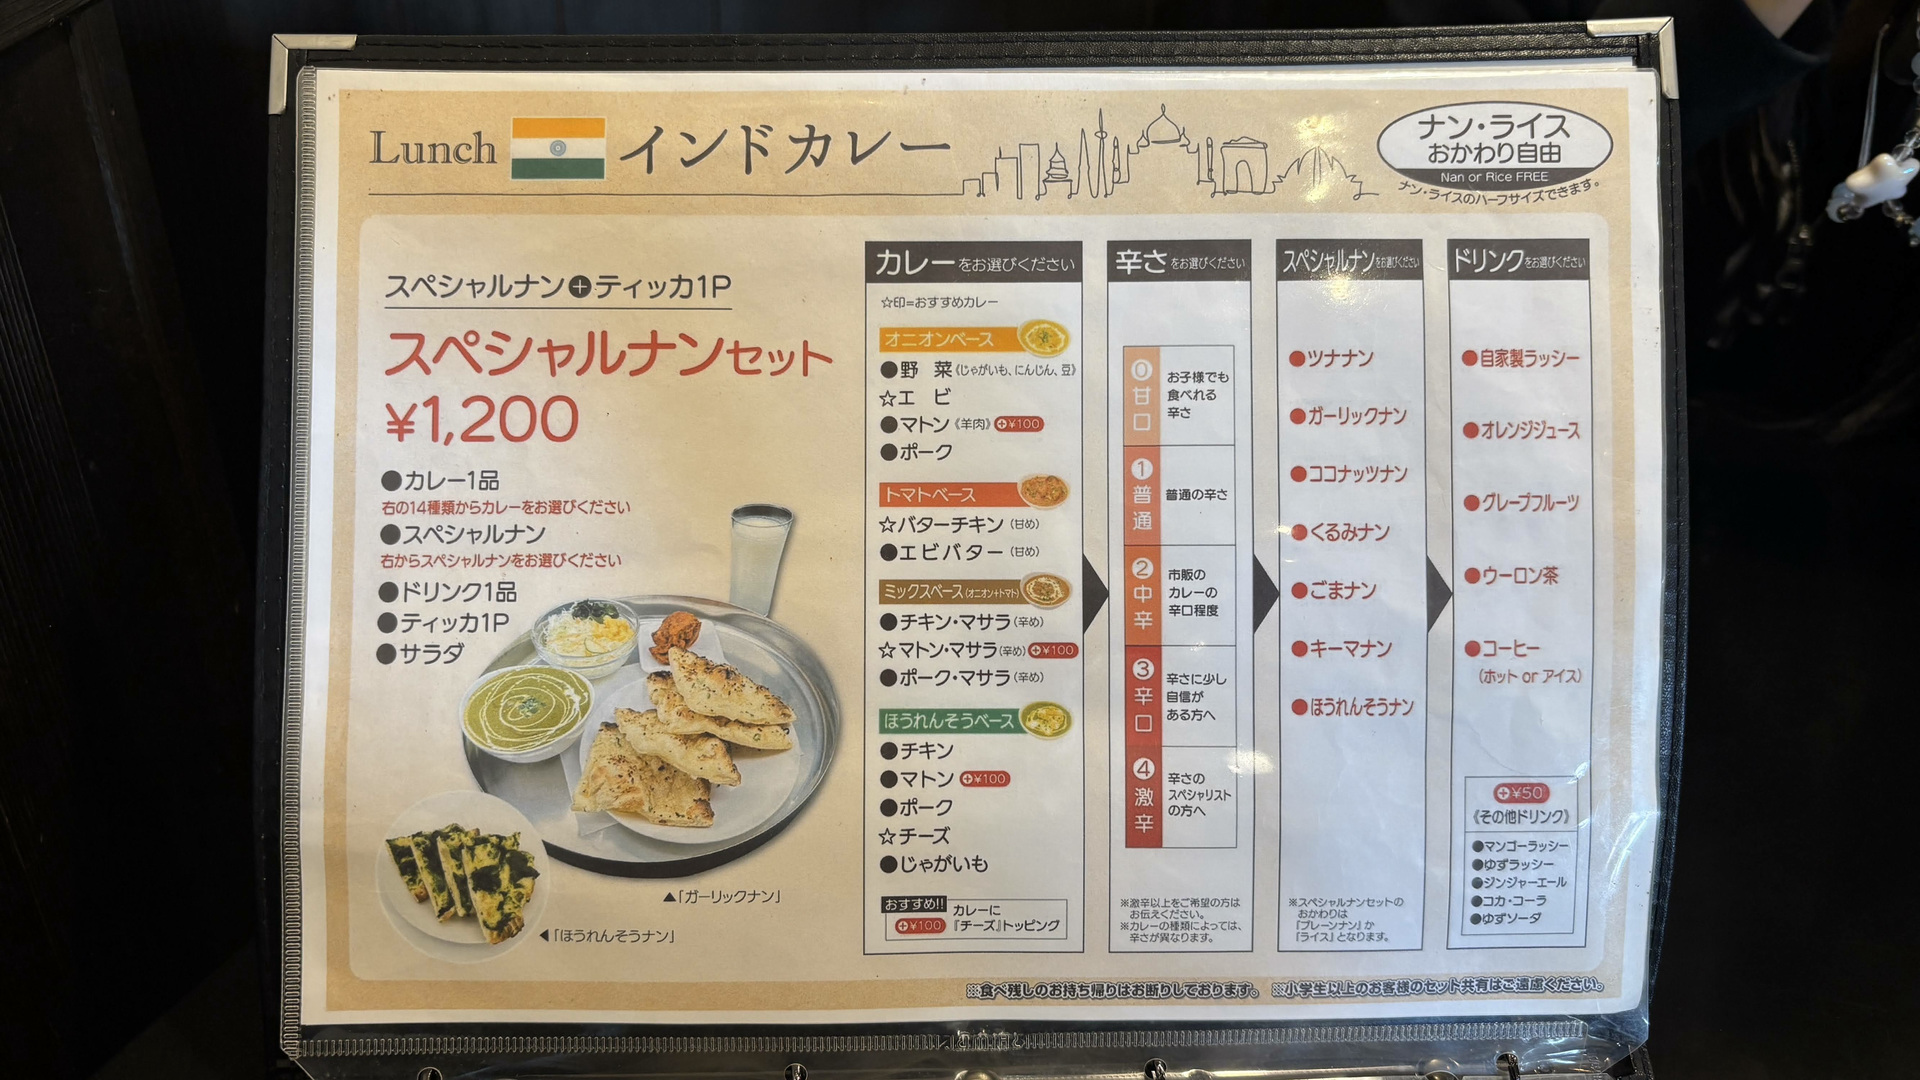 Lunch インドカレー
ナン・ライス
おかわり自由
Nan or Rice FREE
ナン・ライスのハーフサイズできます。
スペシャルナン+ティッカ1P
スペシャルナンセット
¥1,200
●カレー1品
右の14種類からカレーをお選びください
●スペシャルナン
右からスペシャルナンをお選びください
●ドリンク1品
●ティッカ1P
●サラダ
▲「ガーリックナン」
◀「ほうれんそうナン」
カレーをお選びください
☆印=おすすめカレー
オニオンベース
●野 菜《じゃがいも、にんじん、豆》
☆エ ビ
●マトン《羊肉》+¥100
●ポーク
トマトベース
☆バターチキン(甘め)
●エビバター(甘め)
ミックスベース(オニオン+トマト)
●チキン・マサラ(辛め)
☆マトン・マサラ(辛め)+¥100
●ポーク・マサラ(辛め)
ほうれんそうベース
●チキン
●マトン +¥100
●ポーク
☆チーズ
●じゃがいも
おすすめ!!
+¥100
カレーに
『チーズ』トッピング
辛さをお選びください
0甘口
お子様でも
食べれる
辛さ
1普通
普通の辛さ
2中辛
市販の
カレーの
辛口程度
3辛口
辛さに少し
自信が
ある方へ
4激辛
辛さの
スペシャリスト
の方へ
※激辛以上をご希望の方は
お伝えください。
※カレーの種類によっては、
辛さが異なります。
スペシャルナンをお選びください
●ツナナン
●ガーリックナン
●ココナッツナン
●くるみナン
●ごまナン
●キーマナン
●ほうれんそうナン
※スペシャルナンセットの
おかわりは
『プレーンナン』か
『ライス』となります。
ドリンクをお選びください
●自家製ラッシー
●オレンジジュース
●グレープフルーツ
●ウーロン茶
●コーヒー
(ホット or アイス)
+¥50
《その他ドリンク》
●マンゴーラッシー
●ゆずラッシー
●ジンジャーエール
●コカ・コーラ
●ゆずソーダ
※食べ残しのお持ち帰りはお断りしております。 ※小学生以上のお客様のセット共有はご遠慮ください。